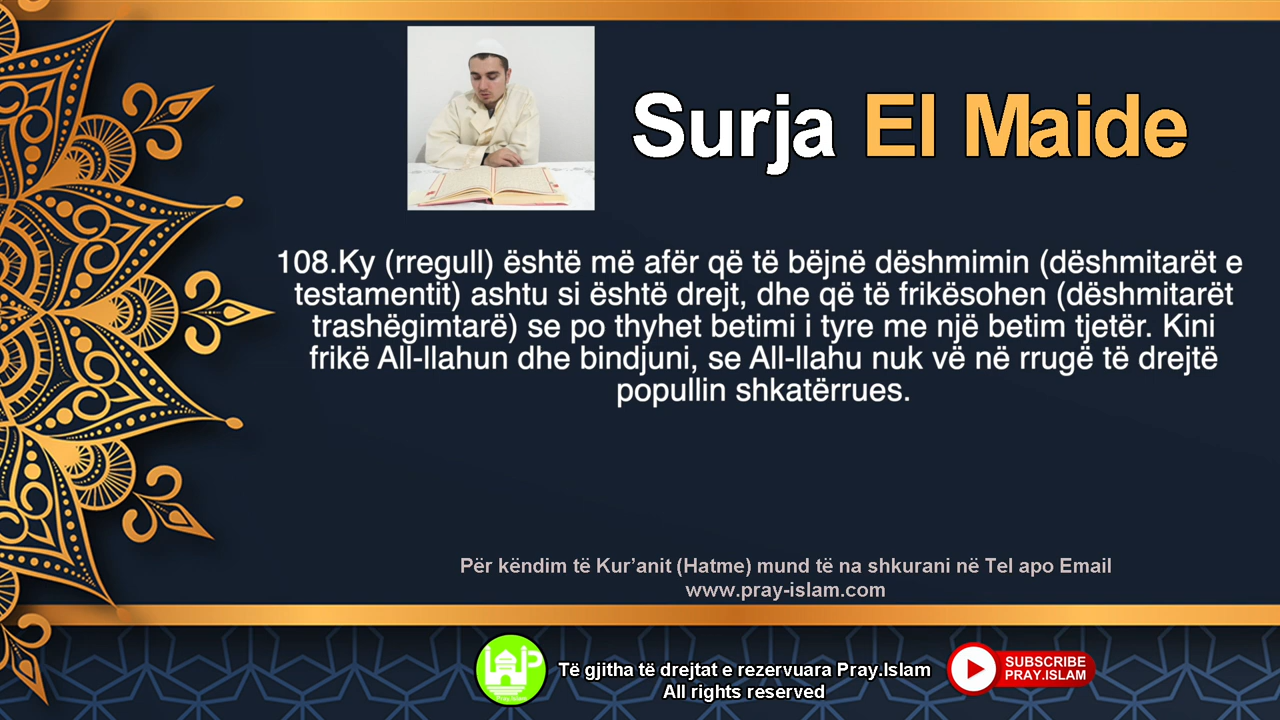 Surja El Maide
108.Ky (rregull) është më afër që të bëjnë dëshmimin (dëshmitarët e
testamentit) ashtu si është drejt, dhe që të frikësohen (dëshmitarët
trashëgimtarë) se po thyhet betimi i tyre me një betim tjetër. Kini
frikë All-llahun dhe bindjuni, se All-llahu nuk vë në rrugë të drejtë
popullin shkatërrues.
Për këndim të Kur’anit (Hatme) mund të na shkurani në Tel apo Email
www.pray-islam.com
Pray.Islam
Të gjitha të drejtat e rezervuara Pray.Islam
All rights reserved
SUBSCRIBE
PRAY.ISLAM